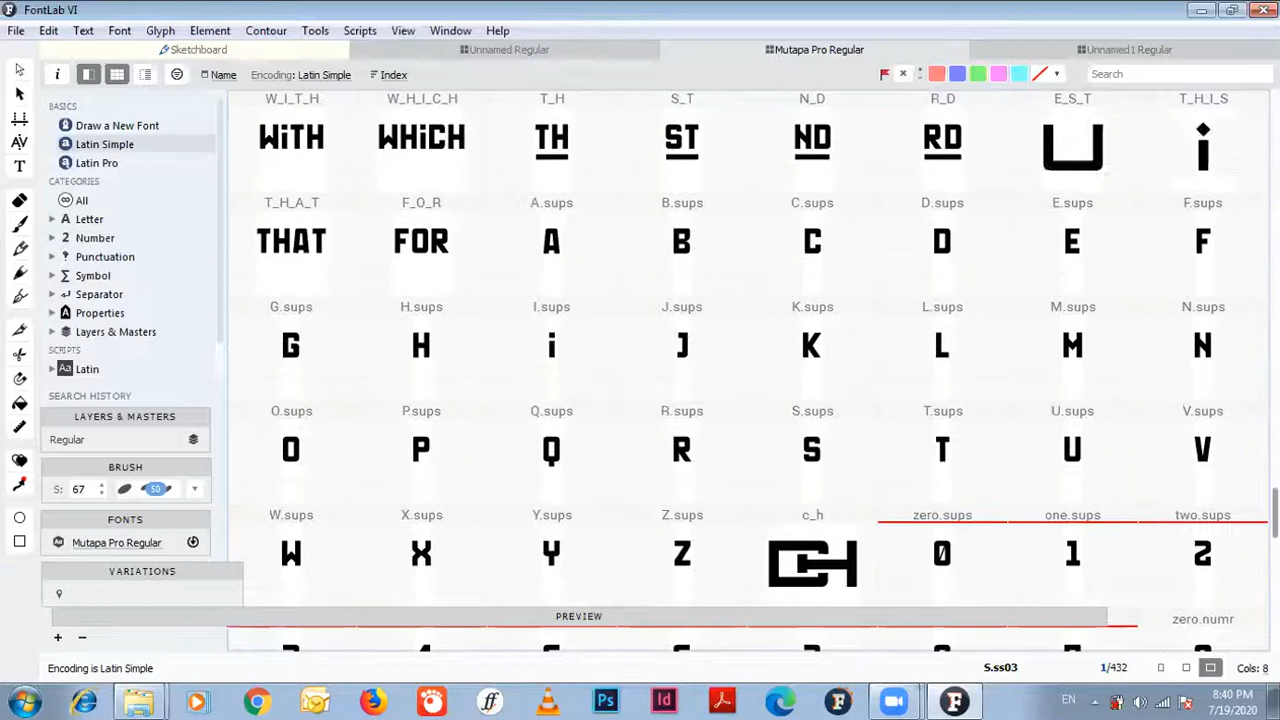 FontLab VI
File Edit Text Font Glyph Element Contour Tools Scripts View Window Help
Sketchboard Unnamed Regular Mutapa Pro Regular Unnamed1 Regular
Name Encoding: Latin Simple Index Search
BASICS
Draw a New Font
Latin Simple
Latin Pro
CATEGORIES
All
Letter
Number
Punctuation
Symbol
Separator
Properties
Layers & Masters
SCRIPTS
Latin
SEARCH HISTORY
LAYERS & MASTERS
Regular
BRUSH
S: 67 50
FONTS
Mutapa Pro Regular
VARIATIONS
W_I_T_H W_H_I_C_H T_H S_T N_D R_D E_S_T T_H_I_S
WiTH WHiCH TH ST ND RD i
T_H_A_T F_O_R A.sups B.sups C.sups D.sups E.sups F.sups
THAT FOR A B C D E F
G.sups H.sups I.sups J.sups K.sups L.sups M.sups N.sups
G H i J K L M N
O.sups P.sups Q.sups R.sups S.sups T.sups U.sups V.sups
O P Q R S T U V
W.sups X.sups Y.sups Z.sups c_h zero.sups one.sups two.sups
W X Y Z CH 0 1 2
PREVIEW
zero.numr
Encoding is Latin Simple S.ss03 1/432 Cols: 8
EN 8:40 PM
7/19/2020